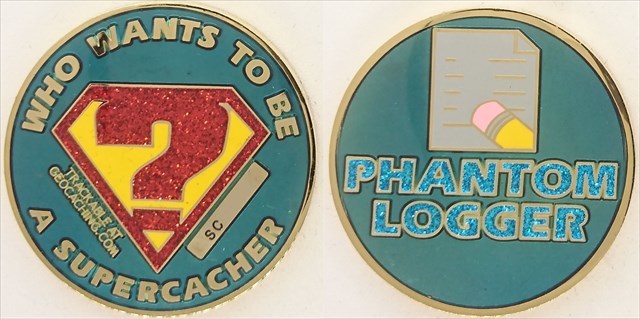 WHO WANTS TO BE
?
TRACKABLE AT
GEOCACHING.COM
SC
A SUPERCACHER
PHANTOM
LOGGER